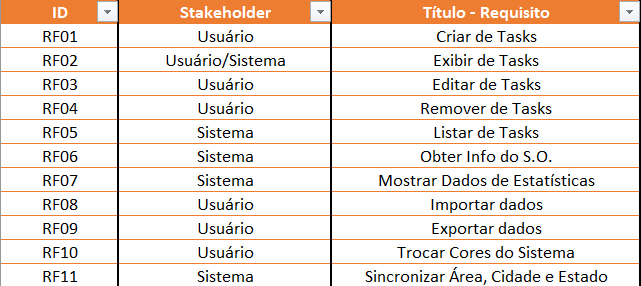 ID Stakeholder Título - Requisito
RF01 Usuário Criar de Tasks
RF02 Usuário/Sistema Exibir de Tasks
RF03 Usuário Editar de Tasks
RF04 Usuário Remover de Tasks
RF05 Sistema Listar de Tasks
RF06 Sistema Obter Info do S.O.
RF07 Sistema Mostrar Dados de Estatísticas
RF08 Usuário Importar dados
RF09 Usuário Exportar dados
RF10 Usuário Trocar Cores do Sistema
RF11 Sistema Sincronizar Área, Cidade e Estado